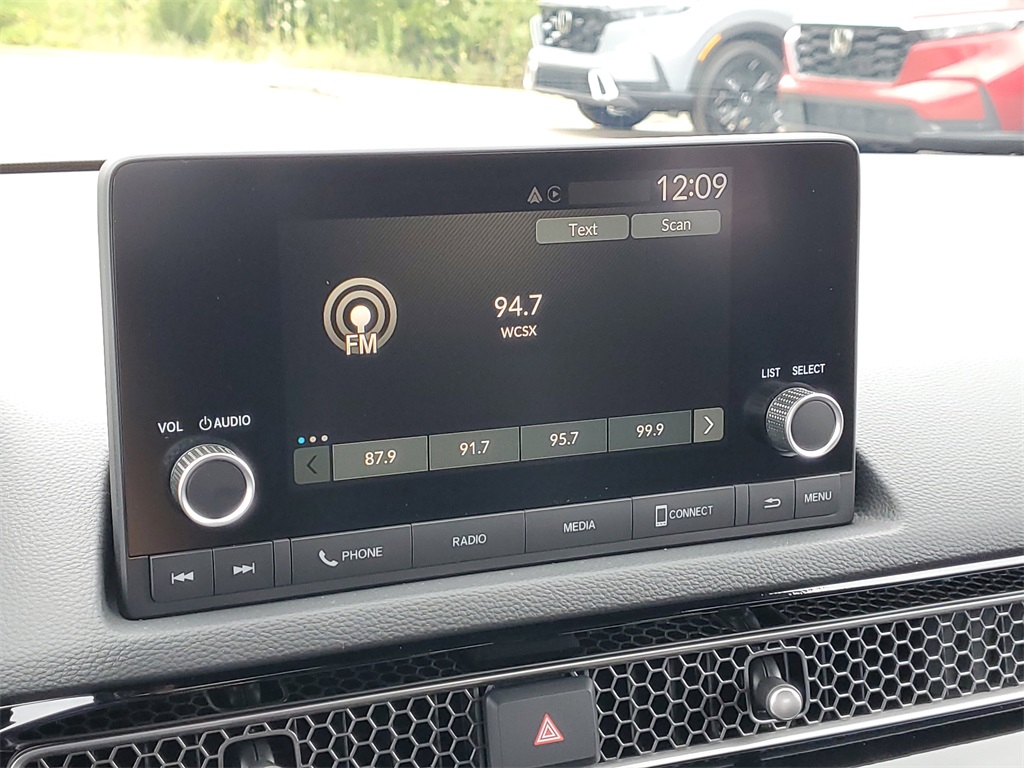 12:09
Text Scan
94.7
FM
WCSX
LIST SELECT
VOL AUDIO
87.9 91.7 95.7 99.9
PHONE RADIO MEDIA CONNECT MENU